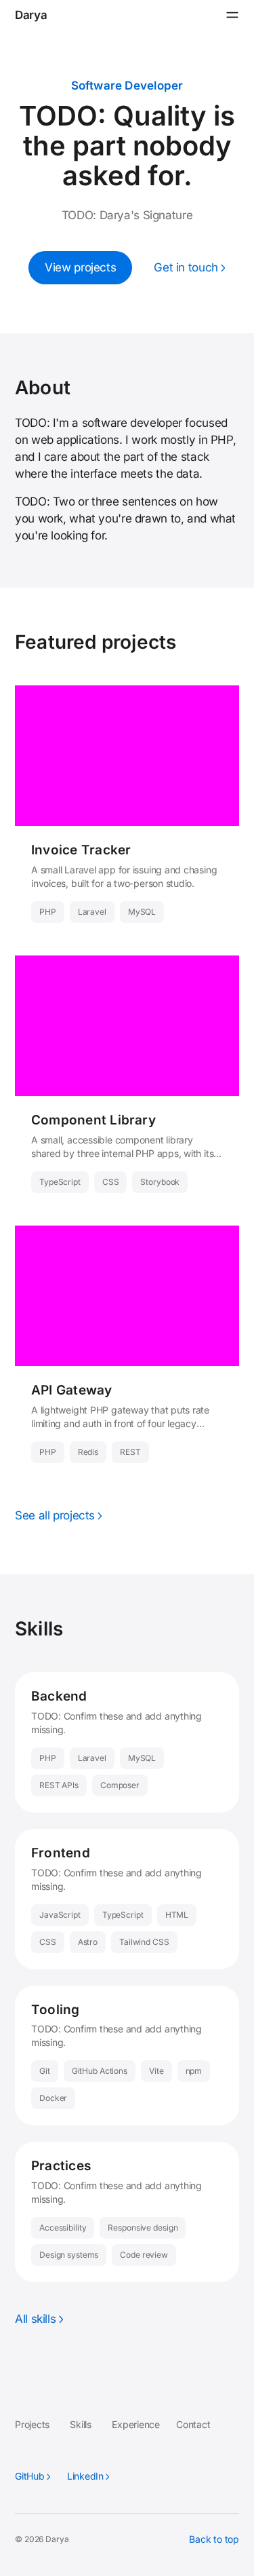 Darya
Software Developer
TODO: Quality is
the part nobody
asked for.
TODO: Darya's Signature
View projects
Get in touch ›
About
TODO: I'm a software developer focused
on web applications. I work mostly in PHP,
and I care about the part of the stack
where the interface meets the data.
TODO: Two or three sentences on how
you work, what you're drawn to, and what
you're looking for.
Featured projects
Invoice Tracker
A small Laravel app for issuing and chasing
invoices, built for a two-person studio.
PHP Laravel MySQL
Component Library
A small, accessible component library
shared by three internal PHP apps, with its...
TypeScript CSS Storybook
API Gateway
A lightweight PHP gateway that puts rate
limiting and auth in front of four legacy...
PHP Redis REST
See all projects ›
Skills
Backend
TODO: Confirm these and add anything
missing.
PHP Laravel MySQL
REST APIs Composer
Frontend
TODO: Confirm these and add anything
missing.
JavaScript TypeScript HTML
CSS Astro Tailwind CSS
Tooling
TODO: Confirm these and add anything
missing.
Git GitHub Actions Vite npm
Docker
Practices
TODO: Confirm these and add anything
missing.
Accessibility Responsive design
Design systems Code review
All skills ›
Projects Skills Experience Contact
GitHub › LinkedIn ›
© 2026 Darya
Back to top